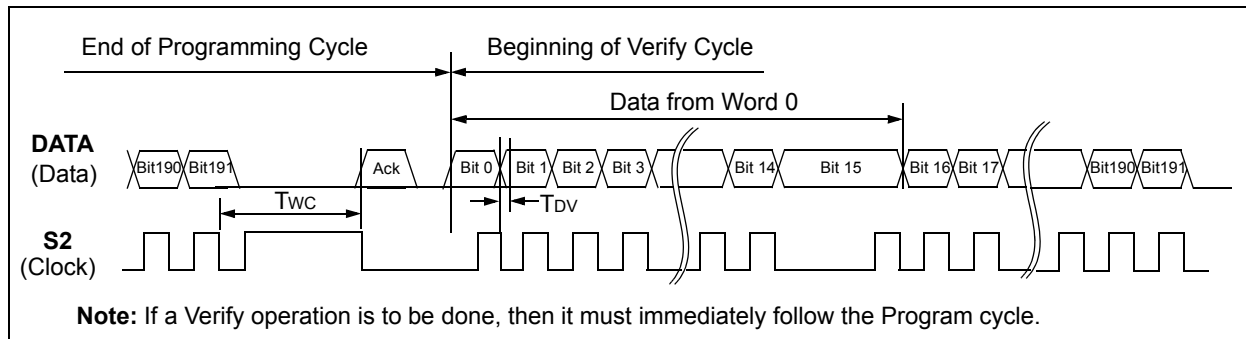 End of Programming Cycle
Beginning of Verify Cycle
Data from Word 0
DATA
(Data)
Bit190 Bit191 Ack Bit 0 Bit 1 Bit 2 Bit 3 Bit 14 Bit 15 Bit 16 Bit 17 Bit190 Bit191
TWC
TDV
S2
(Clock)
Note: If a Verify operation is to be done, then it must immediately follow the Program cycle.